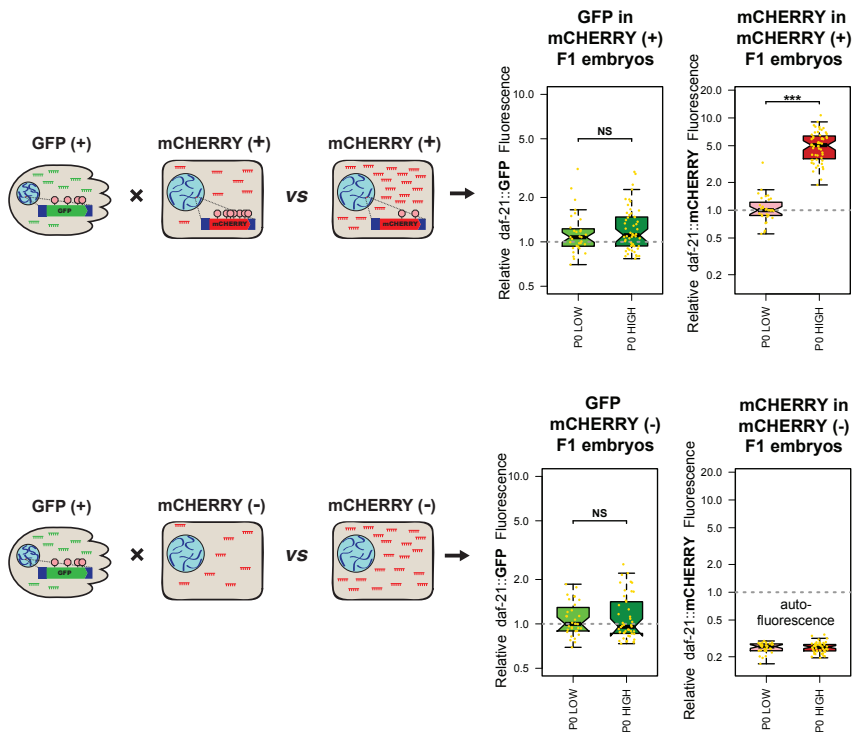 GFP in
mCHERRY (+)
F1 embryos
mCHERRY in
mCHERRY (+)
F1 embryos
GFP (+)
mCHERRY (+)
mCHERRY (+)
×
vs
GFP
mCHERRY
mCHERRY
Relative daf-21::GFP Fluorescence
10.0
5.0
2.0
1.0
0.5
NS
P0 LOW
P0 HIGH
Relative daf-21::mCHERRY Fluorescence
20.0
10.0
5.0
2.0
1.0
0.5
0.2
***
P0 LOW
P0 HIGH
GFP
mCHERRY (-)
F1 embryos
mCHERRY in
mCHERRY (-)
F1 embryos
GFP (+)
mCHERRY (-)
mCHERRY (-)
×
vs
GFP
Relative daf-21::GFP Fluorescence
10.0
5.0
2.0
1.0
0.5
NS
P0 LOW
P0 HIGH
Relative daf-21::mCHERRY Fluorescence
20.0
10.0
5.0
2.0
1.0
0.5
0.2
auto-
fluorescence
P0 LOW
P0 HIGH